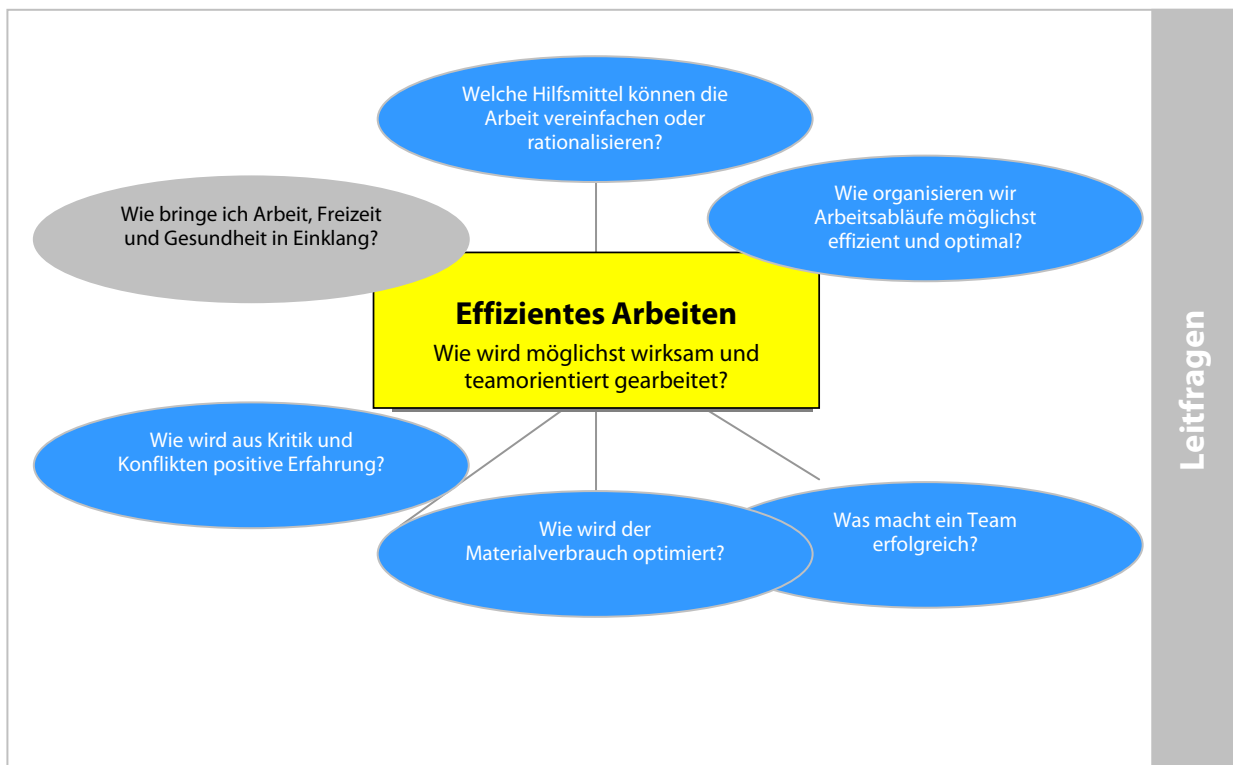 Welche Hilfsmittel können die
Arbeit vereinfachen oder
rationalisieren?
Wie organisieren wir
Arbeitsabläufe möglichst
effizient und optimal?
Wie bringe ich Arbeit, Freizeit
und Gesundheit in Einklang?
Effizientes Arbeiten
Wie wird möglichst wirksam und
teamorientiert gearbeitet?
Wie wird aus Kritik und
Konflikten positive Erfahrung?
Wie wird der
Materialverbrauch optimiert?
Was macht ein Team
erfolgreich?
Leitfragen